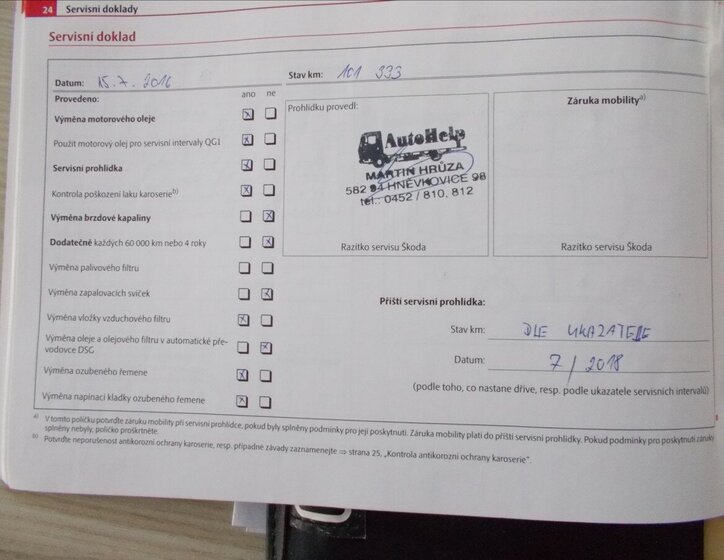 24 Servisní doklady
Servisní doklad
Datum: 15.7.2016
Stav km: 101 333
Provedeno: ano ne
Výměna motorového oleje
Použit motorový olej pro servisní intervaly QG1
Servisní prohlídka
Kontrola poškození laku karoserie b)
Výměna brzdové kapaliny
Dodatečně každých 60 000 km nebo 4 roky
Výměna palivového filtru
Výměna zapalovacích svíček
Výměna vložky vzduchového filtru
Výměna oleje a olejového filtru v automatické pře-
vodovce DSG
Výměna ozubeného řemene
Výměna napínací kladky ozubeného řemene
Prohlídku provedl:
AutoHelp
MARTIN HRŮZA
582 94 HNĚVKOVICE 98
tel.: 0452 / 810, 812
Razítko servisu Škoda
Záruka mobility a)
Razítko servisu Škoda
Příští servisní prohlídka:
Stav km: DLE UKAZATELE
Datum: 7/2018
(podle toho, co nastane dříve, resp. podle ukazatele servisních intervalů)
a) V tomto políčku potvrďte záruku mobility při servisní prohlídce, pokud byly splněny podmínky pro její poskytnutí. Záruka mobility platí do příští servisní prohlídky. Pokud podmínky pro poskytnutí záruky
splněny nebyly, políčko proškrtněte.
b) Potvrďte neporušenost antikorozní ochrany karoserie, resp. případné závady zaznamenejte ⇒ strana 25, „Kontrola antikorozní ochrany karoserie".